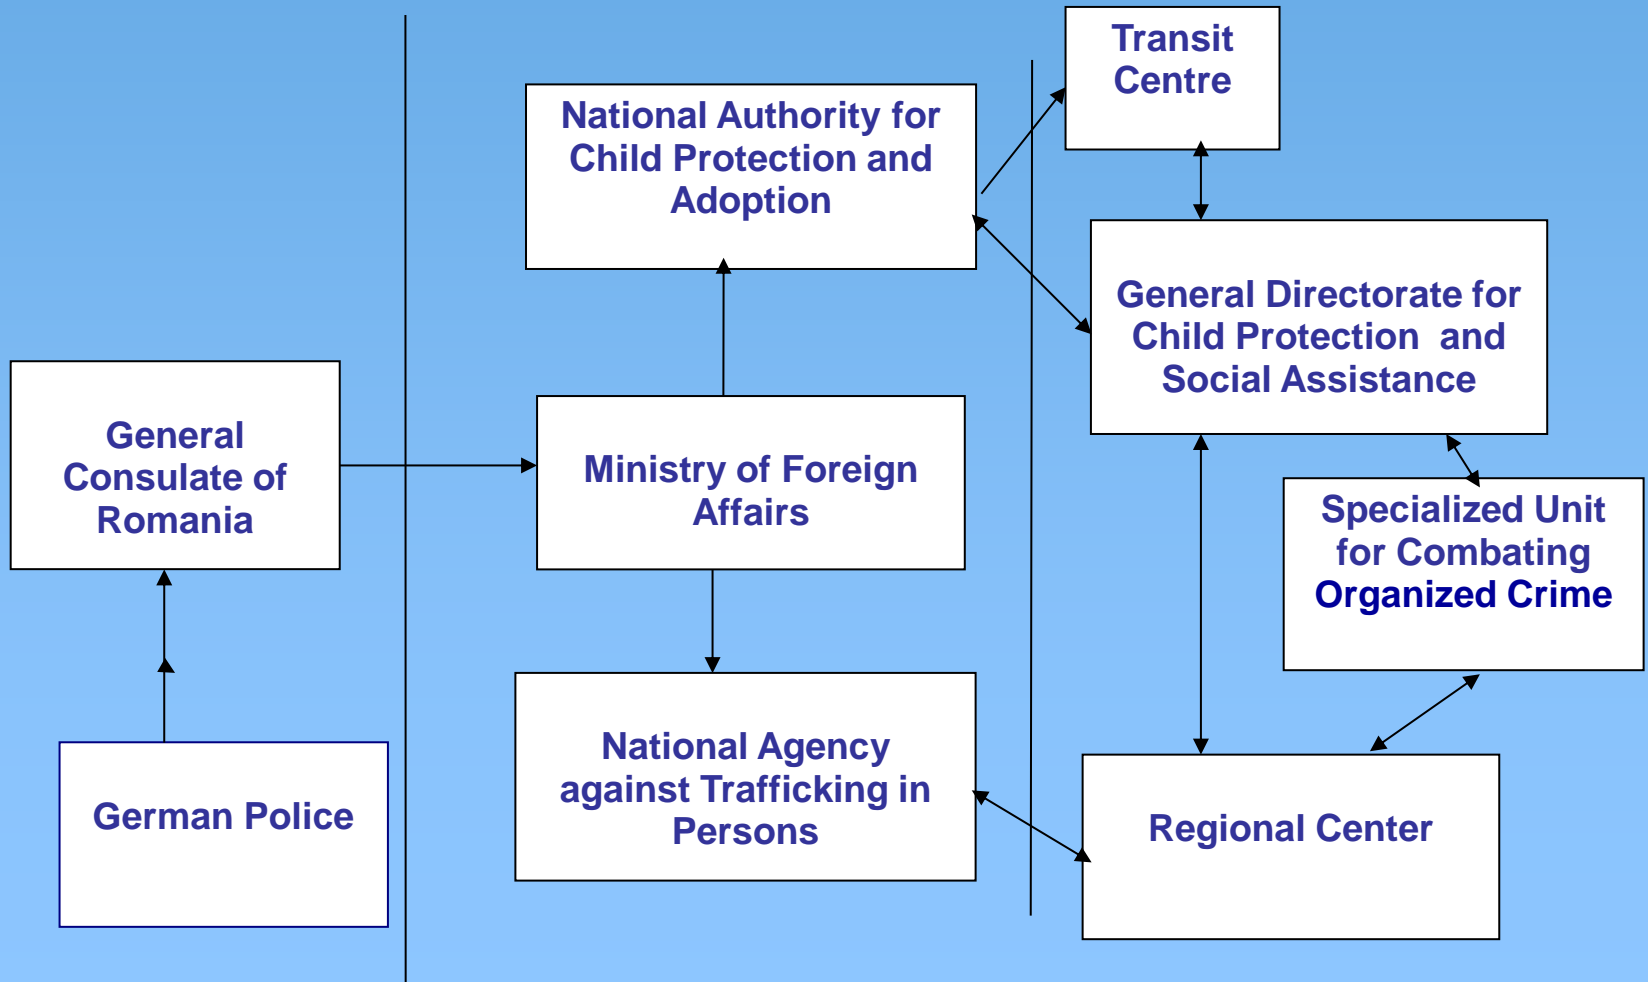 General
Consulate of
Romania
German Police
National Authority for
Child Protection and
Adoption
Ministry of Foreign
Affairs
National Agency
against Trafficking in
Persons
Transit
Centre
General Directorate for
Child Protection  and
Social Assistance
Specialized Unit
for Combating
Organized Crime
Regional Center